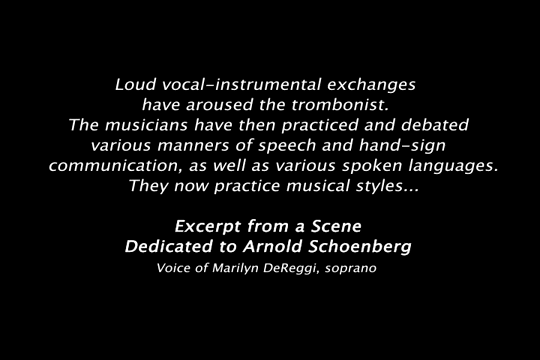 Loud vocal-instrumental exchanges
have aroused the trombonist.
The musicians have then practiced and debated
various manners of speech and hand-sign
communication, as well as various spoken languages.
They now practice musical styles...
Excerpt from a Scene
Dedicated to Arnold Schoenberg
Voice of Marilyn DeReggi, soprano